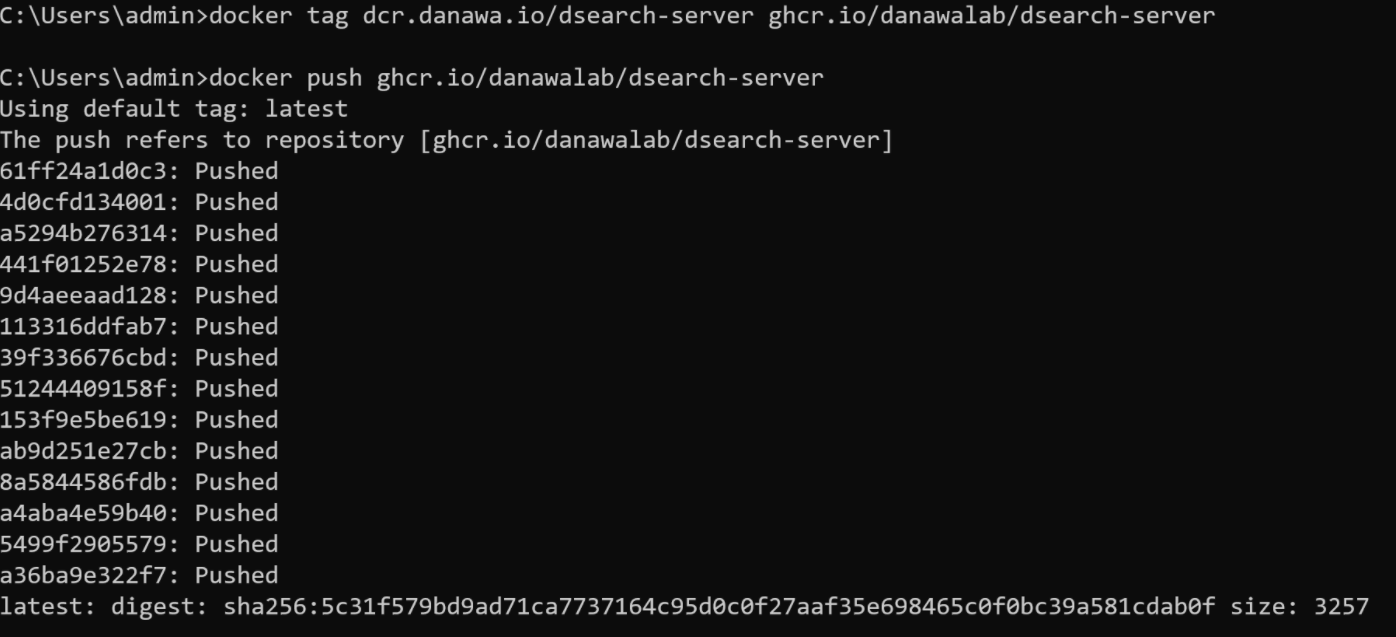 C:\Users\admin>docker tag dcr.danawa.io/dsearch-server ghcr.io/danawalab/dsearch-server
C:\Users\admin>docker push ghcr.io/danawalab/dsearch-server
Using default tag: latest
The push refers to repository [ghcr.io/danawalab/dsearch-server]
61ff24a1d0c3: Pushed
4d0cfd134001: Pushed
a5294b276314: Pushed
441f01252e78: Pushed
9d4aeeaad128: Pushed
113316ddfab7: Pushed
39f336676cbd: Pushed
51244409158f: Pushed
153f9e5be619: Pushed
ab9d251e27cb: Pushed
8a5844586fdb: Pushed
a4aba4e59b40: Pushed
5499f2905579: Pushed
a36ba9e322f7: Pushed
latest: digest: sha256:5c31f579bd9ad71ca7737164c95d0c0f27aaf35e698465c0f0bc39a581cdab0f size: 3257